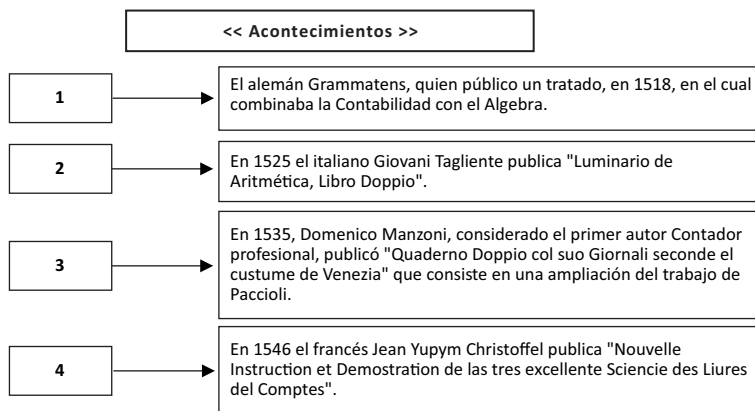 << Acontecimientos >>
1
El alemán Grammatens, quien público un tratado, en 1518, en el cual
combinaba la Contabilidad con el Algebra.
2
En 1525 el italiano Giovani Tagliente publica "Luminario de
Aritmética, Libro Doppio".
3
En 1535, Domenico Manzoni, considerado el primer autor Contador
profesional, publicó "Quaderno Doppio col suo Giornali seconde el
custume de Venezia" que consiste en una ampliación del trabajo de
Paccioli.
4
En 1546 el francés Jean Yupym Christoffel publica "Nouvelle
Instruction et Demostration de las tres excellente Sciencie des Liures
del Comptes".